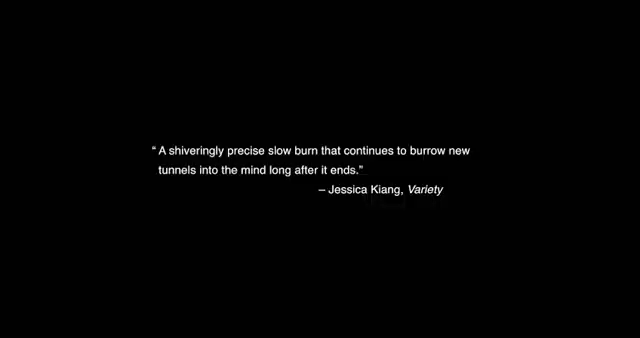 “ A shiveringly precise slow burn that continues to burrow new
tunnels into the mind long after it ends.”
– Jessica Kiang, Variety